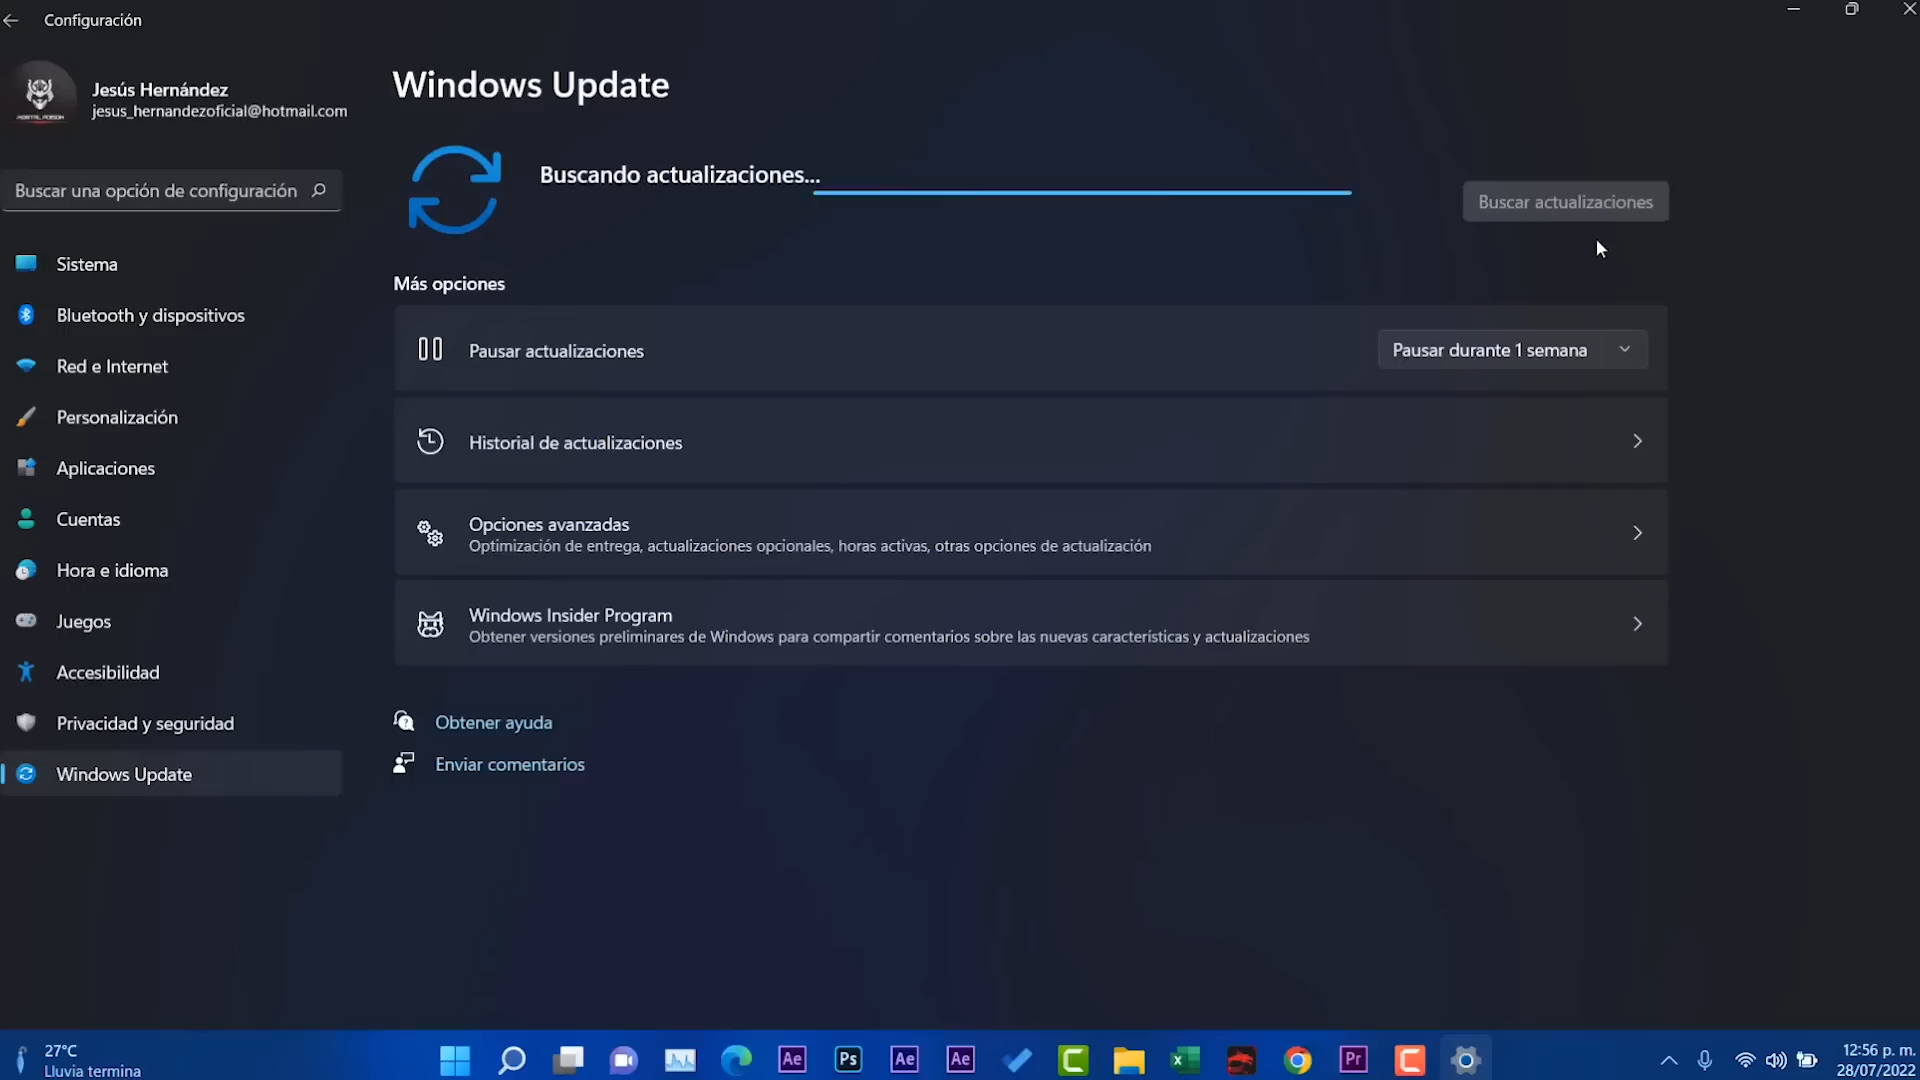 Configuración
Jesús Hernández
jesus_hernandezoficial@hotmail.com
Buscar una opción de configuración
Sistema
Bluetooth y dispositivos
Red e Internet
Personalización
Aplicaciones
Cuentas
Hora e idioma
Juegos
Accesibilidad
Privacidad y seguridad
Windows Update
Windows Update
Buscando actualizaciones...
Buscar actualizaciones
Más opciones
Pausar actualizaciones
Pausar durante 1 semana
Historial de actualizaciones
Opciones avanzadas
Optimización de entrega, actualizaciones opcionales, horas activas, otras opciones de actualización
Windows Insider Program
Obtener versiones preliminares de Windows para compartir comentarios sobre las nuevas características y actualizaciones
Obtener ayuda
Enviar comentarios
27°C
Lluvia termina
Ae
Ps
Ae
Ae
Pr
12:56 p. m.
28/07/2022